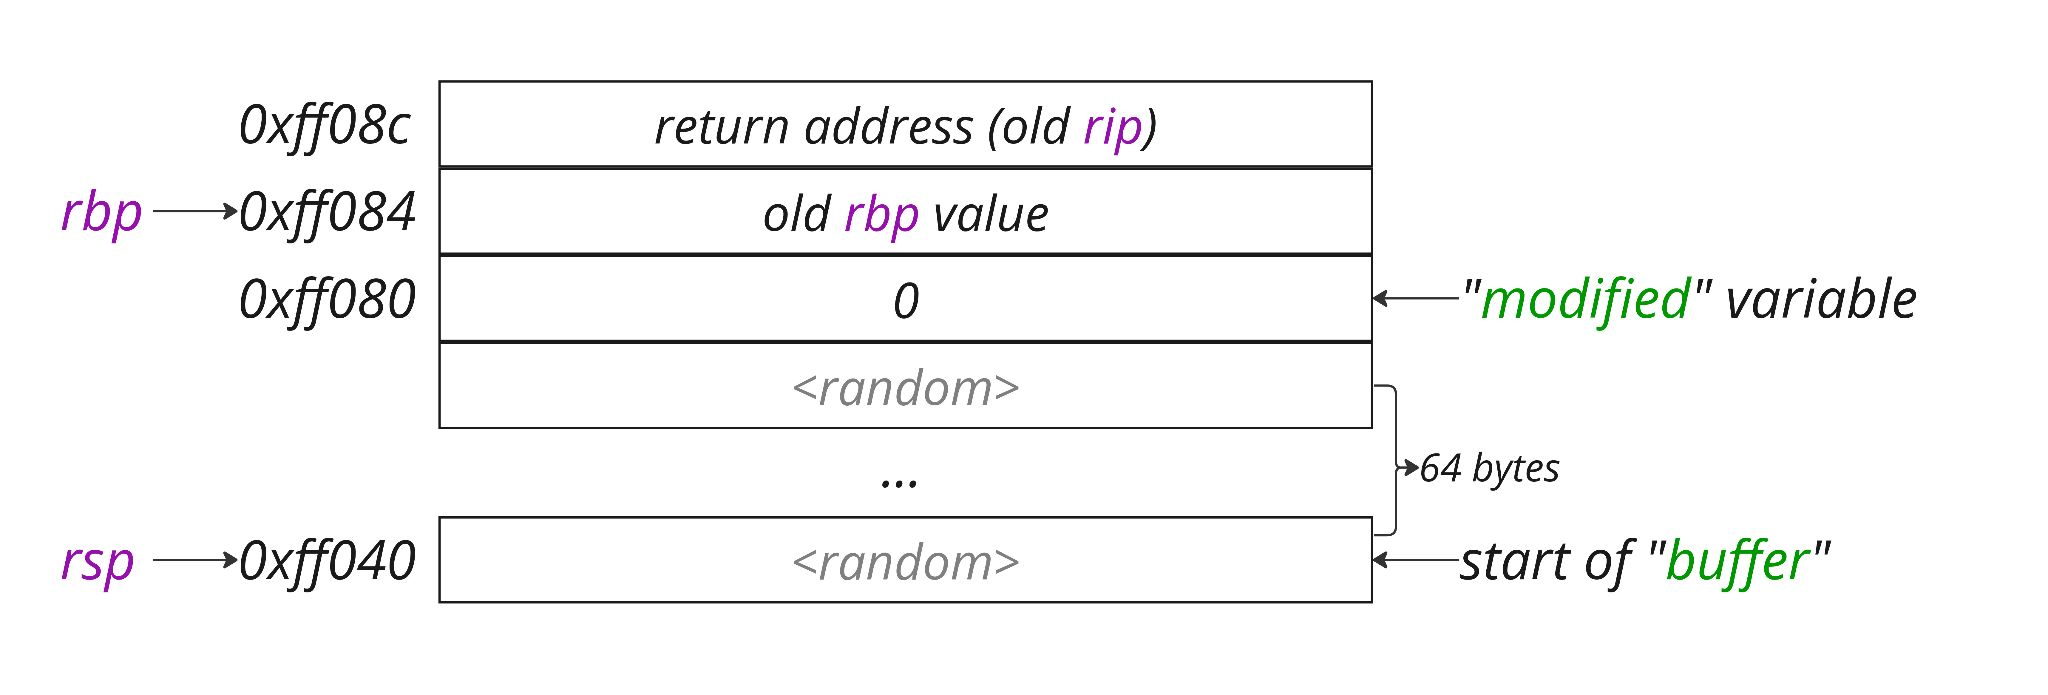 0xff08c return address (old rip)
rbp 0xff084 old rbp value
0xff080 0 "modified" variable
<random>
... 64 bytes
rsp 0xff040 <random> start of "buffer"